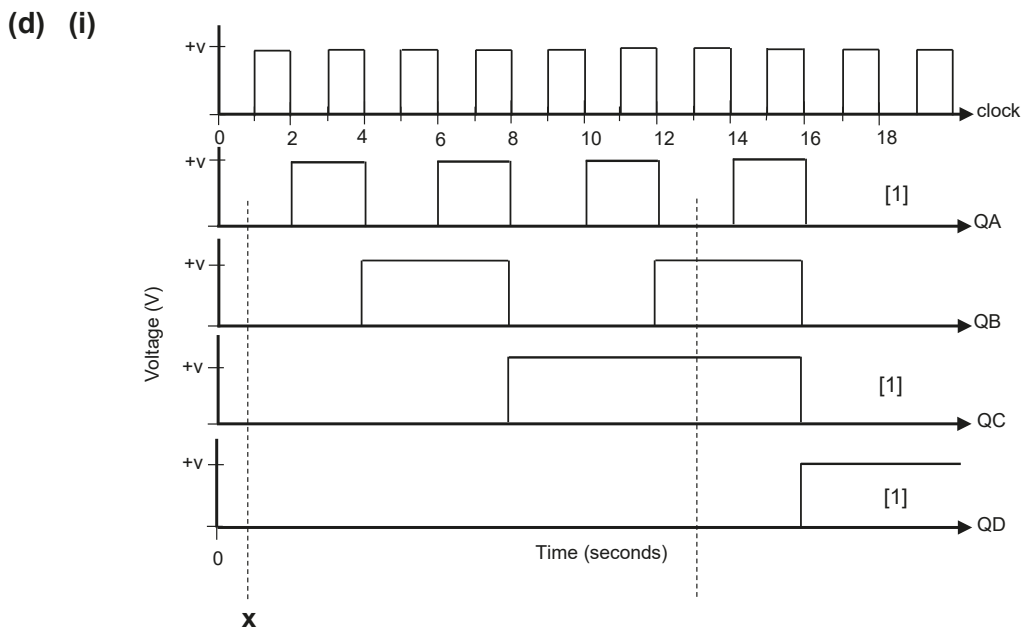 (d) (i)
+v
clock
0 2 4 6 8 10 12 14 16 18
+v
[1]
QA
+v
QB
Voltage (V)
+v
[1]
QC
+v
[1]
QD
0
Time (seconds)
x